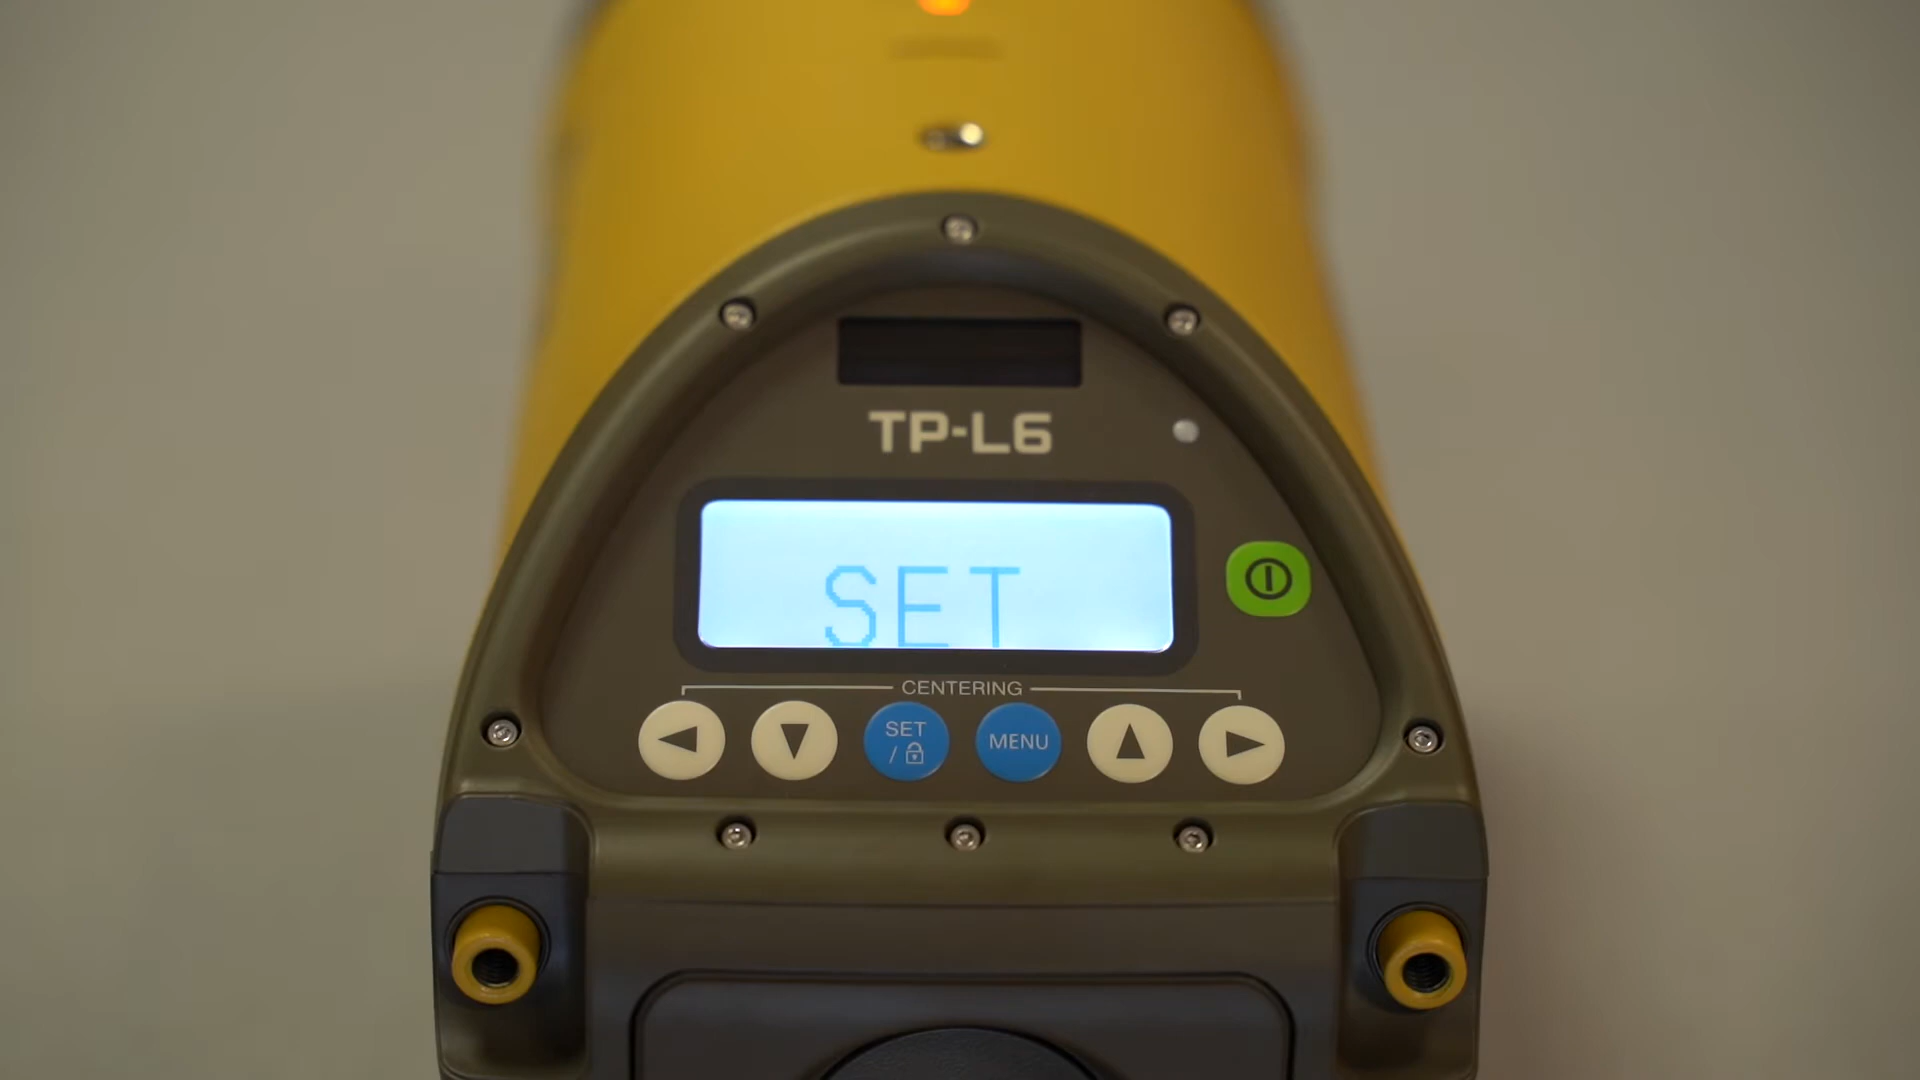 TP-L6
SET
CENTERING
SET
/
MENU